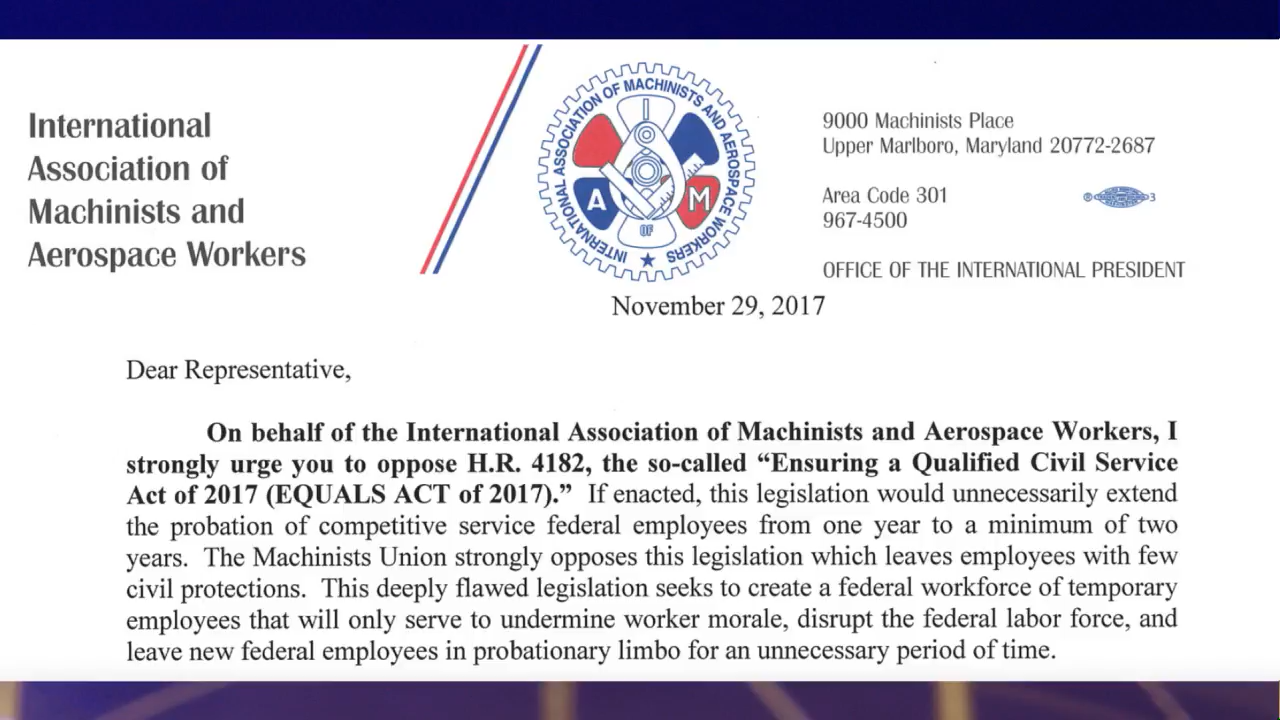 International
Association of
Machinists and
Aerospace Workers
INTERNATIONAL ASSOCIATION OF MACHINISTS AND AEROSPACE WORKERS
I
A
M
OF
9000 Machinists Place
Upper Marlboro, Maryland 20772-2687
Area Code 301
967-4500
® 3
OFFICE OF THE INTERNATIONAL PRESIDENT
November 29, 2017
Dear Representative,
On behalf of the International Association of Machinists and Aerospace Workers, I
strongly urge you to oppose H.R. 4182, the so-called “Ensuring a Qualified Civil Service
Act of 2017 (EQUALS ACT of 2017).” If enacted, this legislation would unnecessarily extend
the probation of competitive service federal employees from one year to a minimum of two
years. The Machinists Union strongly opposes this legislation which leaves employees with few
civil protections. This deeply flawed legislation seeks to create a federal workforce of temporary
employees that will only serve to undermine worker morale, disrupt the federal labor force, and
leave new federal employees in probationary limbo for an unnecessary period of time.